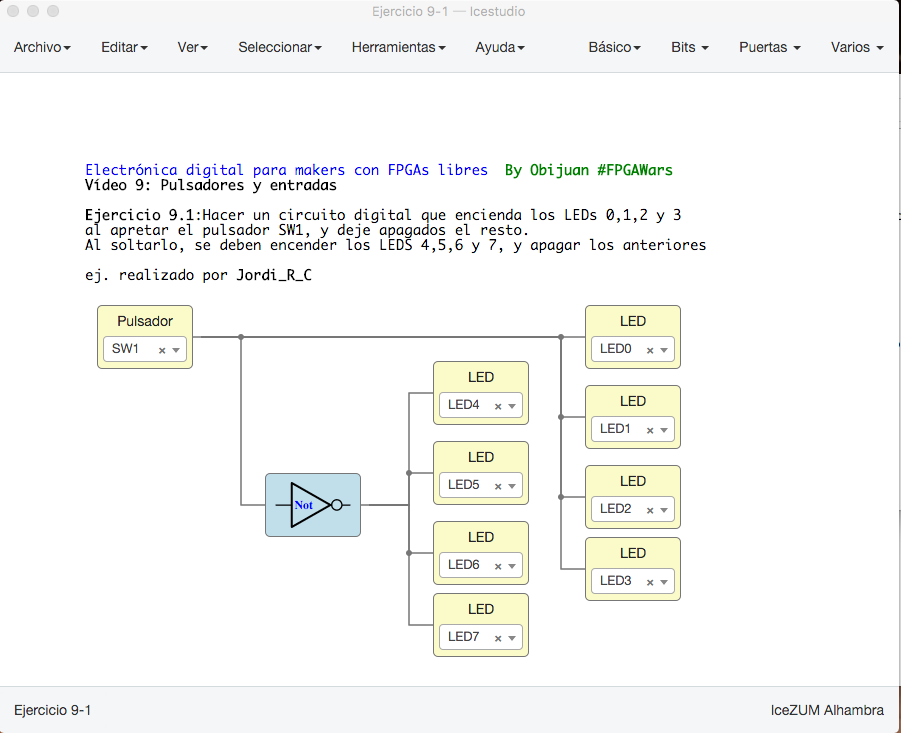 Ejercicio 9-1 — Icestudio
Archivo Editar Ver Seleccionar Herramientas Ayuda Básico Bits Puertas Varios
Electrónica digital para makers con FPGAs libres By Obijuan #FPGAWars
Vídeo 9: Pulsadores y entradas
Ejercicio 9.1:Hacer un circuito digital que encienda los LEDs 0,1,2 y 3
al apretar el pulsador SW1, y deje apagados el resto.
Al soltarlo, se deben encender los LEDS 4,5,6 y 7, y apagar los anteriores
ej. realizado por Jordi_R_C
Pulsador
SW1
Not
LED
LED4
LED
LED5
LED
LED6
LED
LED7
LED
LED0
LED
LED1
LED
LED2
LED
LED3
Ejercicio 9-1
IceZUM Alhambra